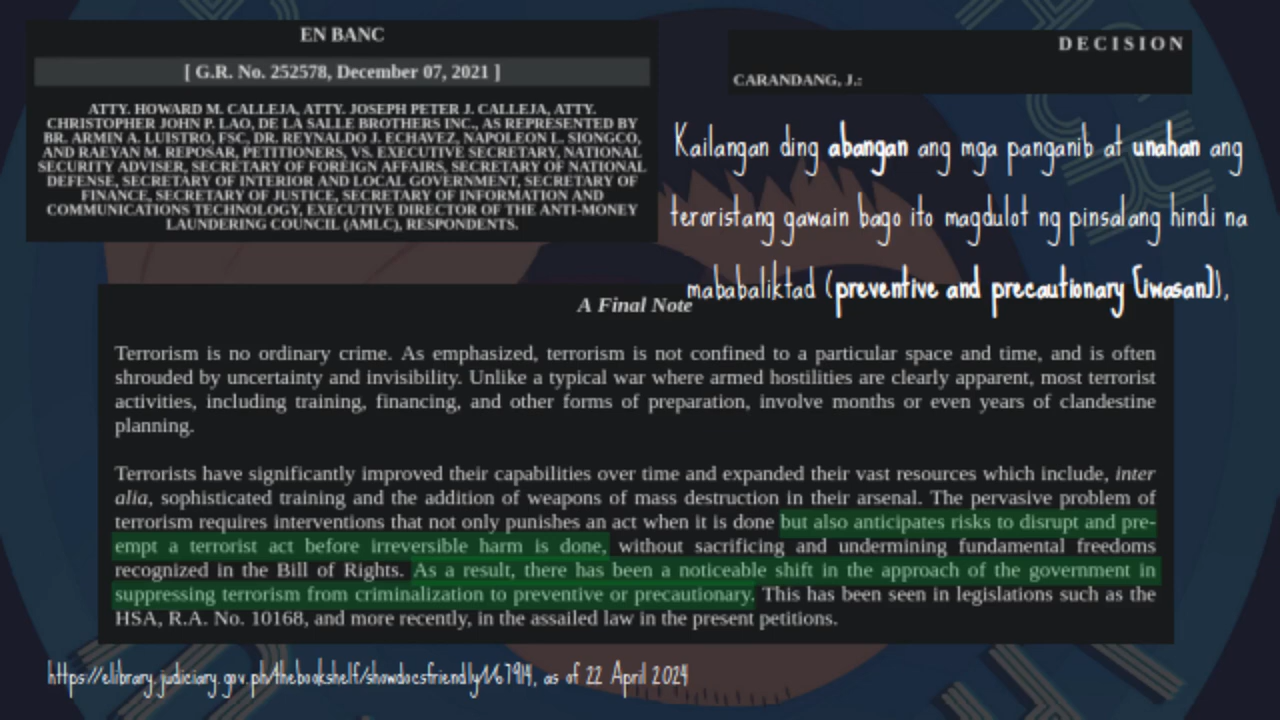 EN BANC
[ G.R. No. 252578, December 07, 2021 ]
ATTY. HOWARD M. CALLEJA, ATTY. JOSEPH PETER J. CALLEJA, ATTY.
CHRISTOPHER JOHN P. LAO, DE LA SALLE BROTHERS INC., AS REPRESENTED BY
BR. ARMIN A. LUISTRO, FSC, DR. REYNALDO J. ECHAVEZ, NAPOLEON L. SIONGCO,
AND RAEYAN M. REPOSAR, PETITIONERS, VS. EXECUTIVE SECRETARY, NATIONAL
SECURITY ADVISER, SECRETARY OF FOREIGN AFFAIRS, SECRETARY OF NATIONAL
DEFENSE, SECRETARY OF INTERIOR AND LOCAL GOVERNMENT, SECRETARY OF
FINANCE, SECRETARY OF JUSTICE, SECRETARY OF INFORMATION AND
COMMUNICATIONS TECHNOLOGY, EXECUTIVE DIRECTOR OF THE ANTI-MONEY
LAUNDERING COUNCIL (AMLC), RESPONDENTS.
DECISION
CARANDANG, J.:
Kailangan ding abangan ang mga panganib at unahan ang
teroristang gawain bago ito magdulot ng pinsalang hindi na
mababaliktad (preventive and precautionary [iwasan]),
A Final Note
Terrorism is no ordinary crime. As emphasized, terrorism is not confined to a particular space and time, and is often
shrouded by uncertainty and invisibility. Unlike a typical war where armed hostilities are clearly apparent, most terrorist
activities, including training, financing, and other forms of preparation, involve months or even years of clandestine
planning.
Terrorists have significantly improved their capabilities over time and expanded their vast resources which include, inter
alia, sophisticated training and the addition of weapons of mass destruction in their arsenal. The pervasive problem of
terrorism requires interventions that not only punishes an act when it is done but also anticipates risks to disrupt and pre-
empt a terrorist act before irreversible harm is done, without sacrificing and undermining fundamental freedoms
recognized in the Bill of Rights. As a result, there has been a noticeable shift in the approach of the government in
suppressing terrorism from criminalization to preventive or precautionary. This has been seen in legislations such as the
HSA, R.A. No. 10168, and more recently, in the assailed law in the present petitions.
https://elibrary.judiciary.gov.ph/thebookshelf/showdocsfriendly/1/67914, as of 22 April 2024